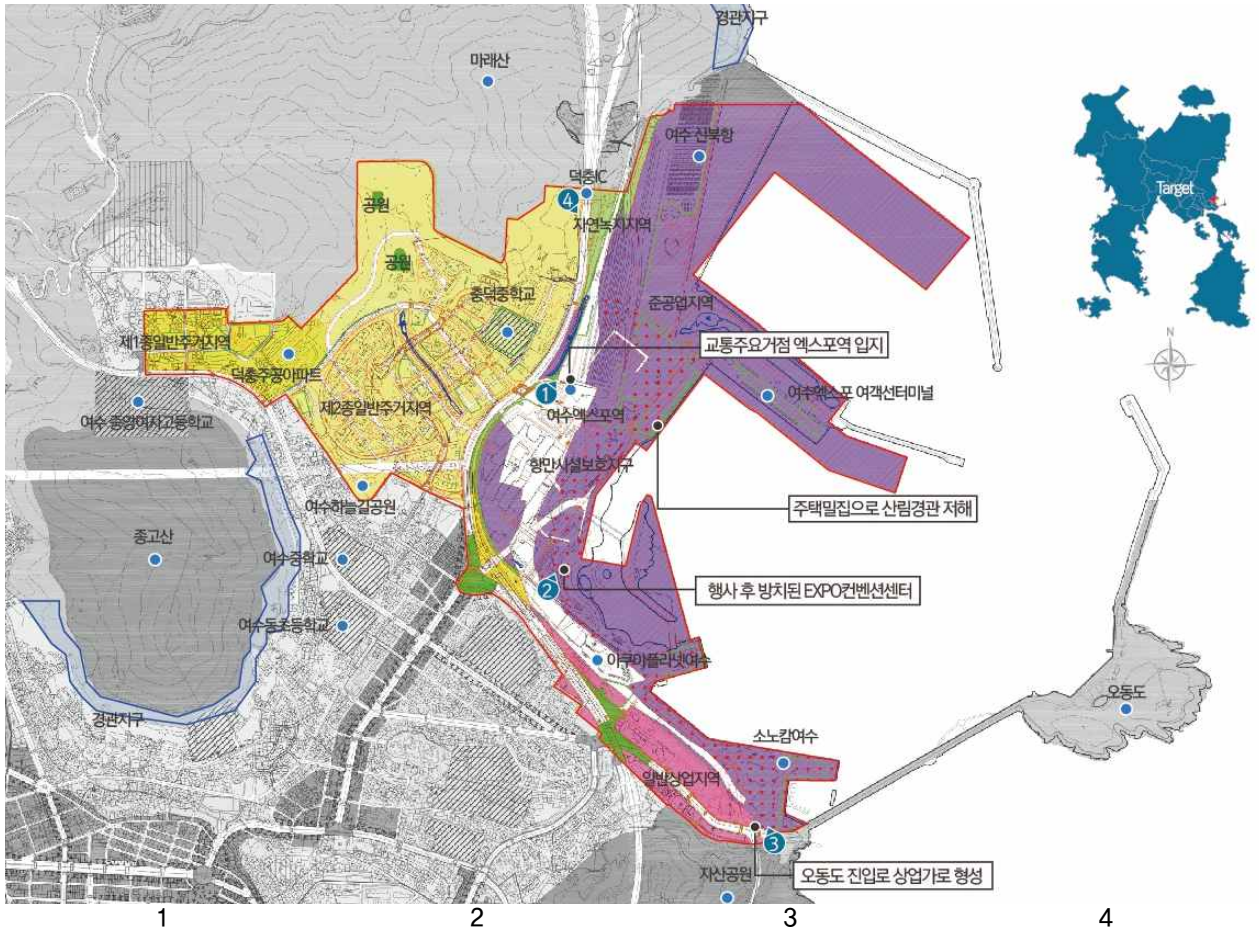 경관지구
마래산
여수 신북항
덕충IC
4
자연녹지지역
공원
공원
Target
충덕중학교
준공업지역
N
제1종일반주거지역
덕충주공아파트
교통주요거점 엑스포역 입지
1
여수엑스포역
여수엑스포 여객선터미널
제2종일반주거지역
여수 중앙여자고등학교
항만시설보호지구
여수하늘길공원
주택밀집으로 산림경관 저해
종고산
여수중학교
2
행사 후 방치된 EXPO컨벤션센터
여수동초등학교
아쿠아플라넷여수
경관지구
오동도
소노캄여수
일반상업지역
3
자산공원
오동도 진입로 상업가로 형성
1
2
3
4